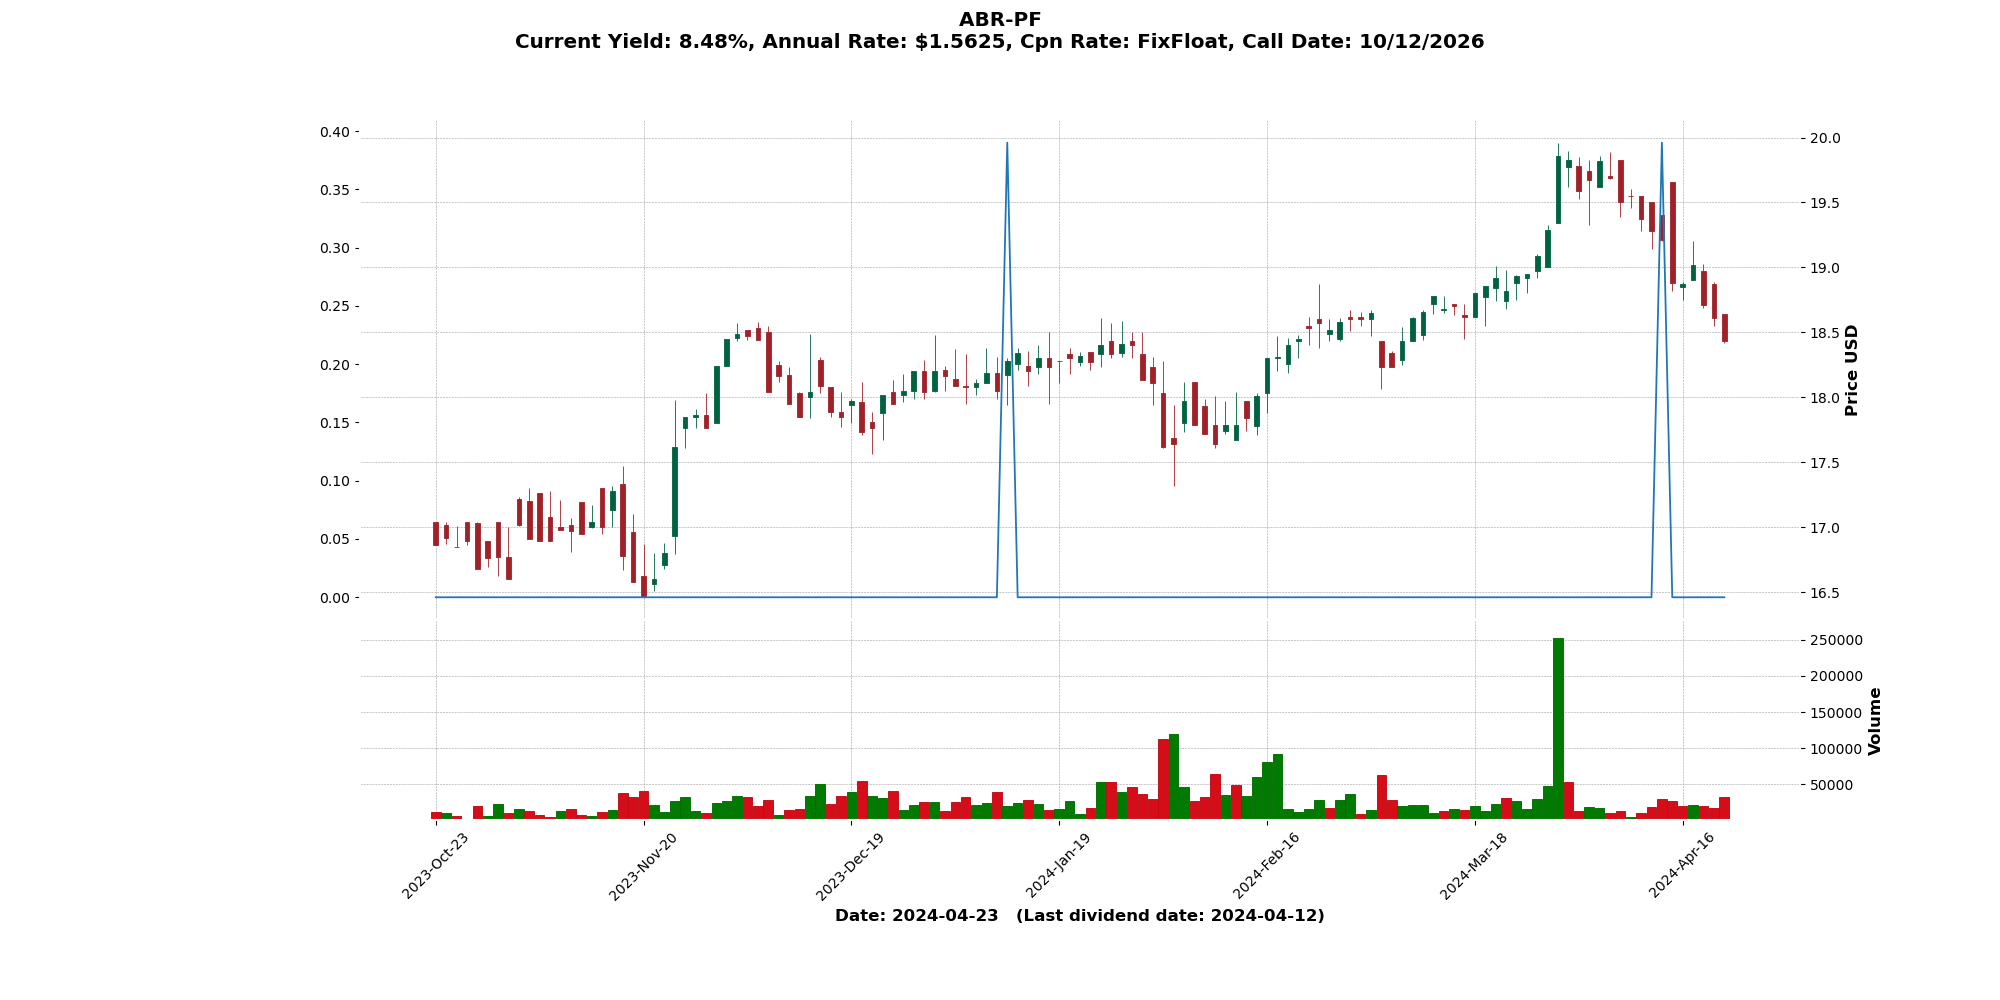 ABR-PF
Current Yield: 8.48%, Annual Rate: $1.5625, Cpn Rate: FixFloat, Call Date: 10/12/2026
0.40
0.35
0.30
0.25
0.20
0.15
0.10
0.05
0.00
20.0
19.5
19.0
18.5
18.0
17.5
17.0
16.5
Price USD
250000
200000
150000
100000
50000
Volume
2023-Oct-23
2023-Nov-20
2023-Dec-19
2024-Jan-19
2024-Feb-16
2024-Mar-18
2024-Apr-16
Date: 2024-04-23   (Last dividend date: 2024-04-12)